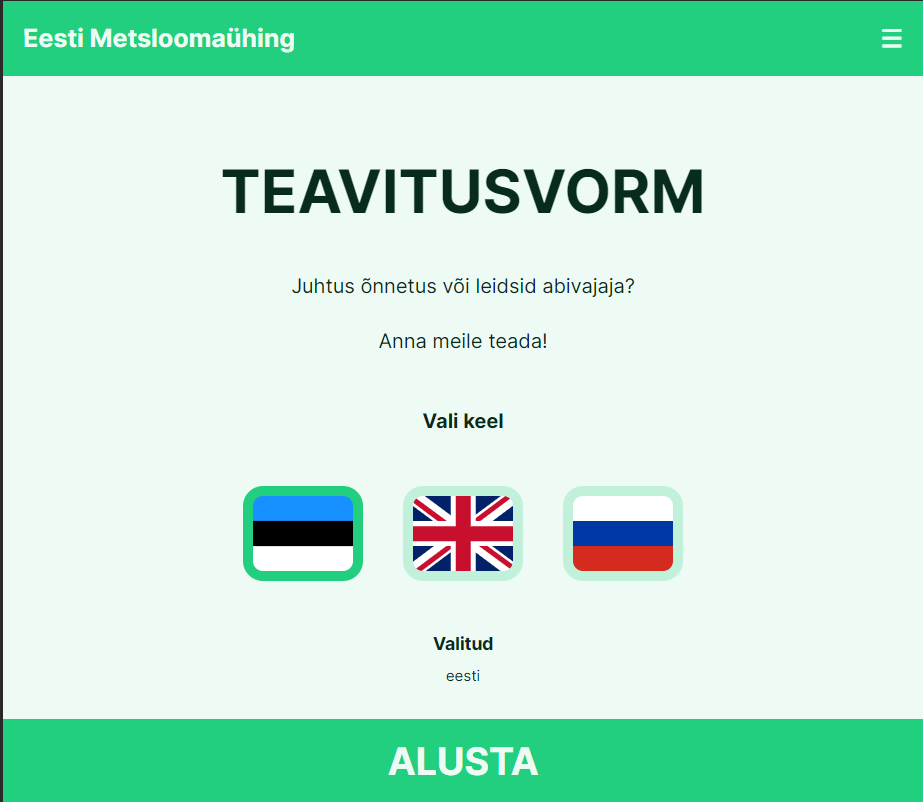 Eesti Metsloomaühing
TEAVITUSVORM
Juhtus õnnetus või leidsid abivajaja?
Anna meile teada!
Vali keel
Valitud
eesti
ALUSTA